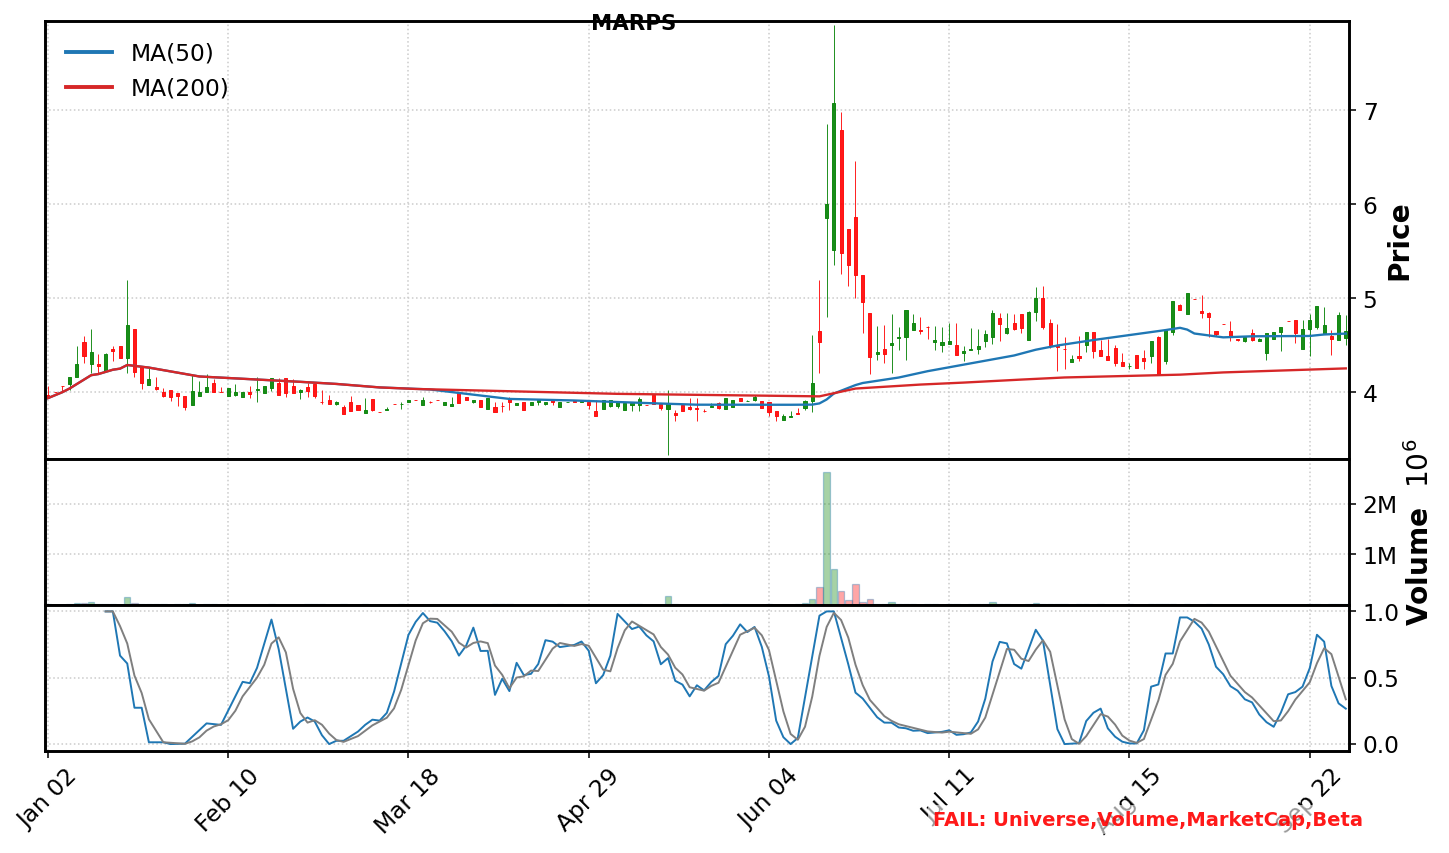 MARPS
MA(50)
MA(200)
7
6
5
4
Price
10⁶
2M
1M
Volume
1.0
0.5
0.0
Jan 02
Feb 10
Mar 18
Apr 29
Jun 04
Jul 11
Aug 15
Sep 22
FAIL: Universe,Volume,MarketCap,Beta